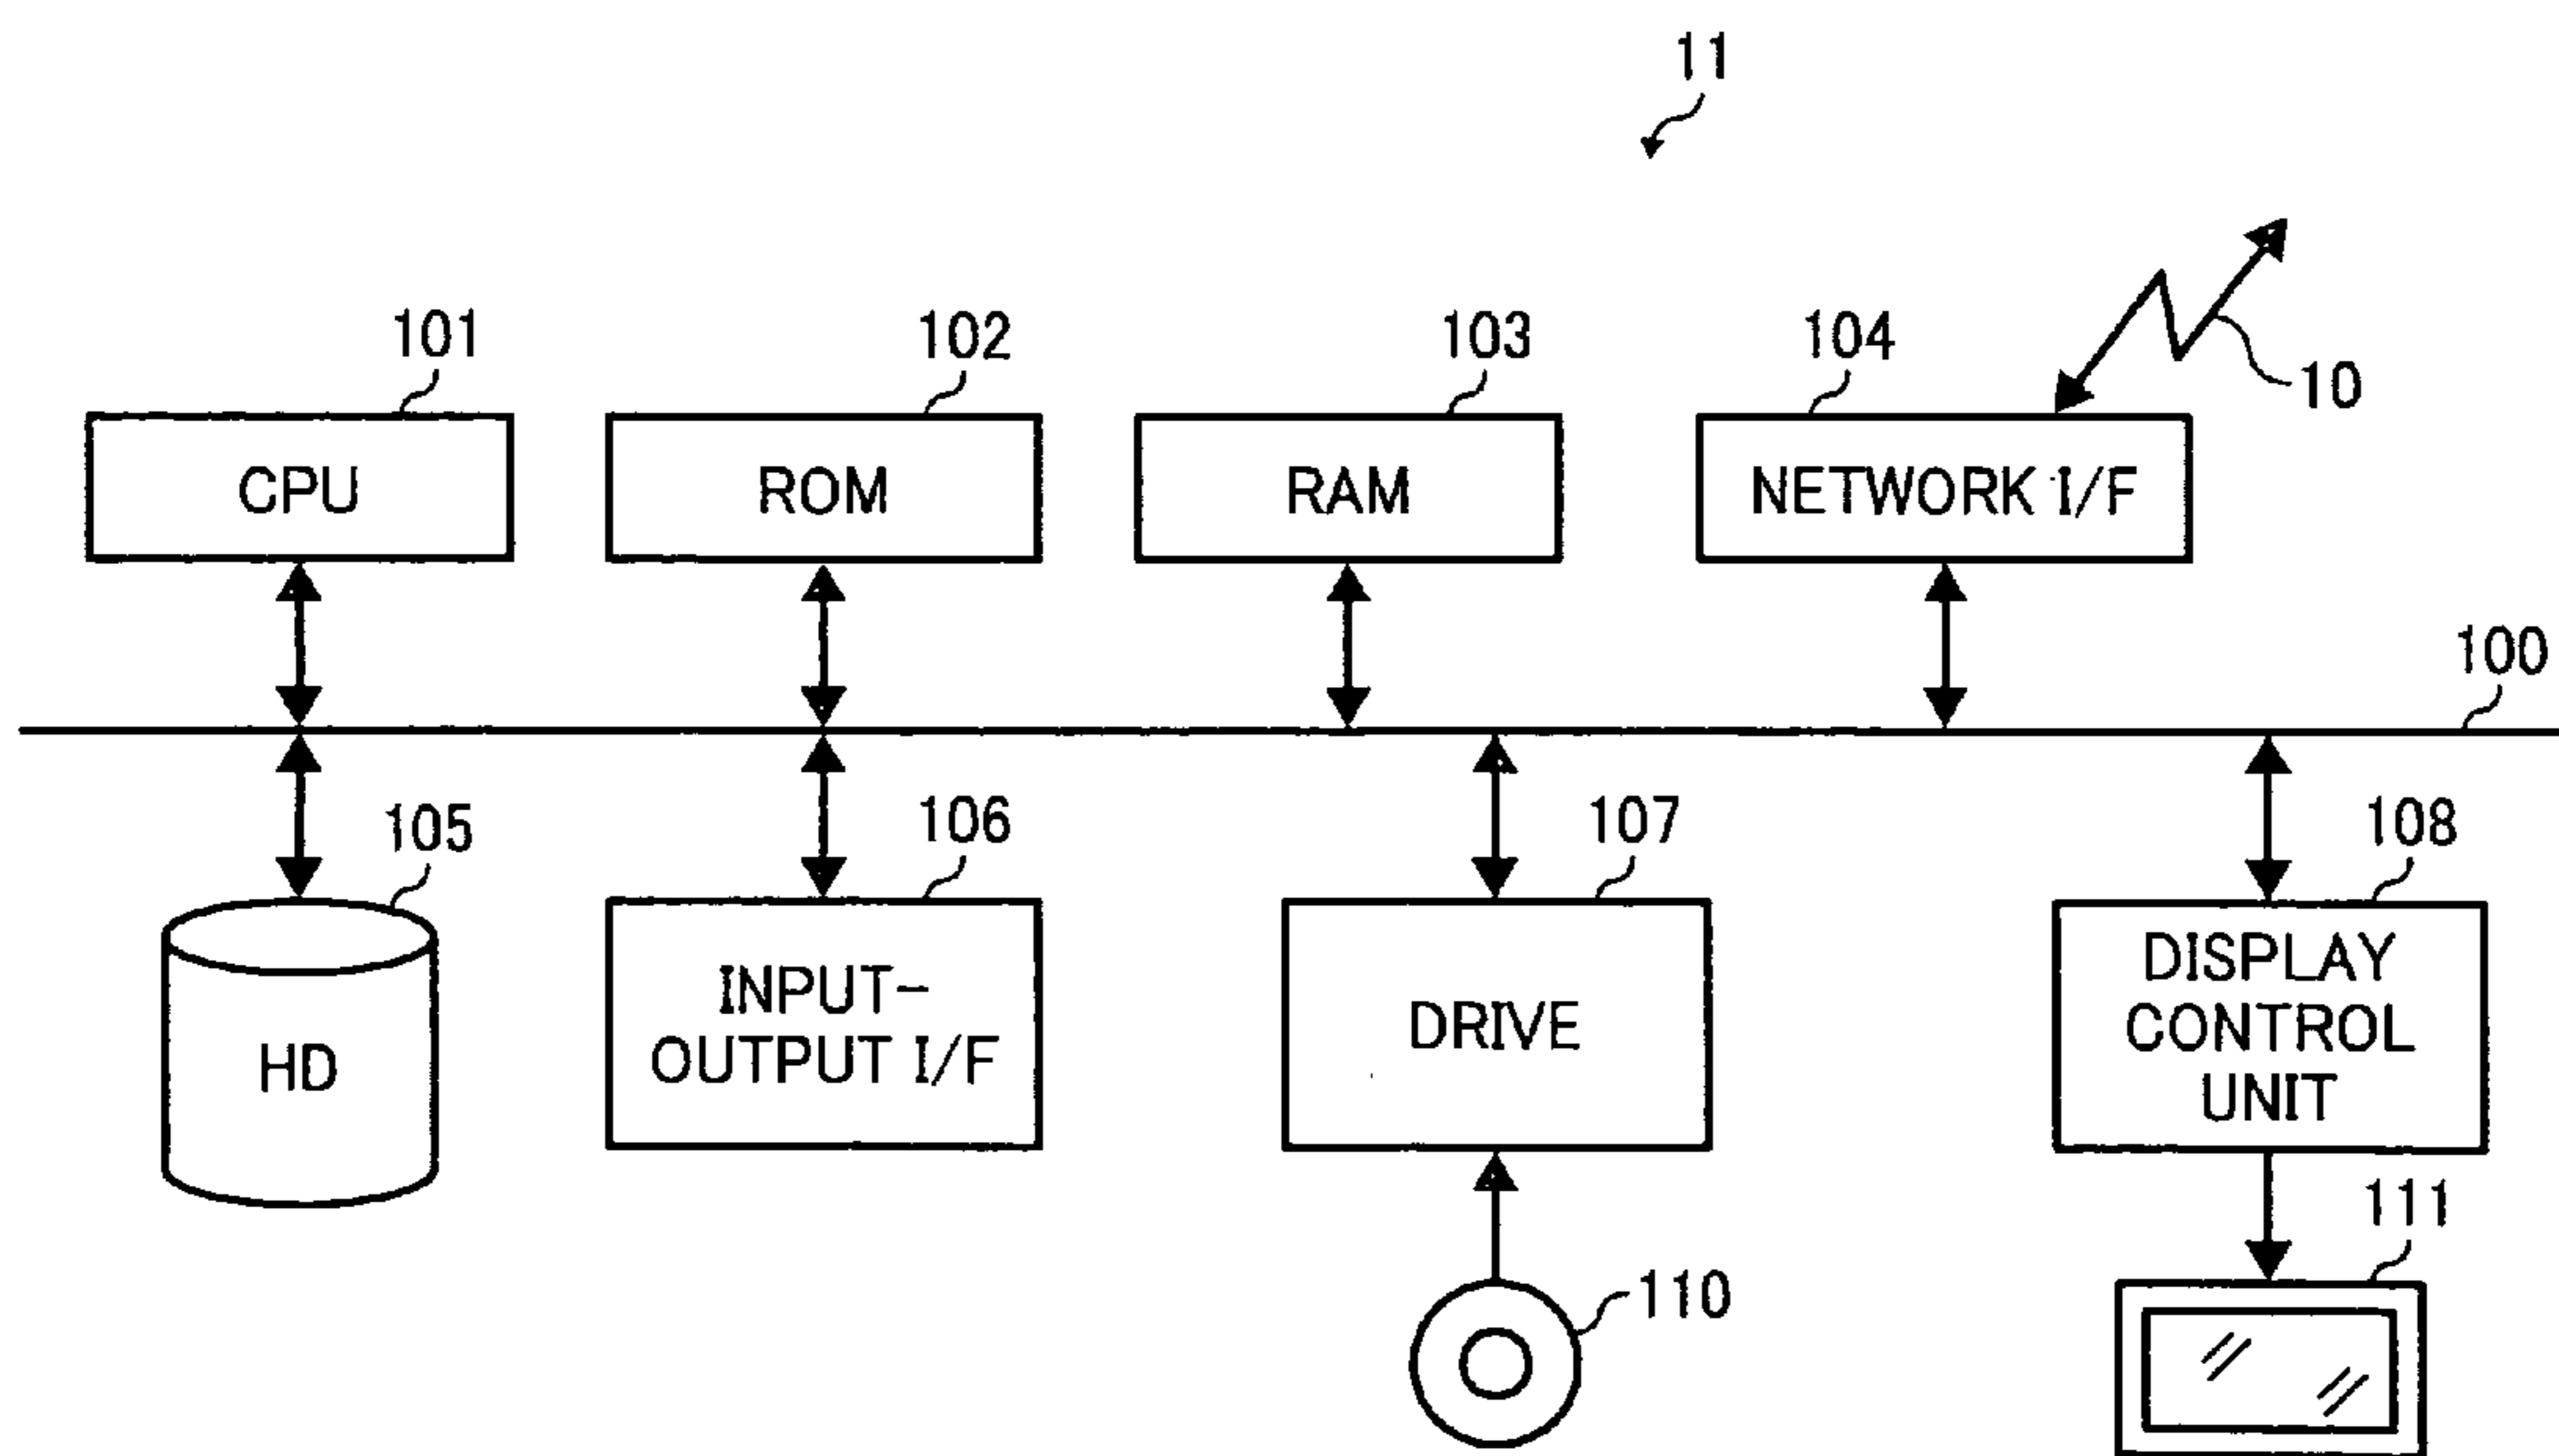 11
101
102
103
104
10
CPU
ROM
RAM
NETWORK I/F
100
105
106
107
108
HD
INPUT-
OUTPUT I/F
DRIVE
DISPLAY
CONTROL
UNIT
110
111